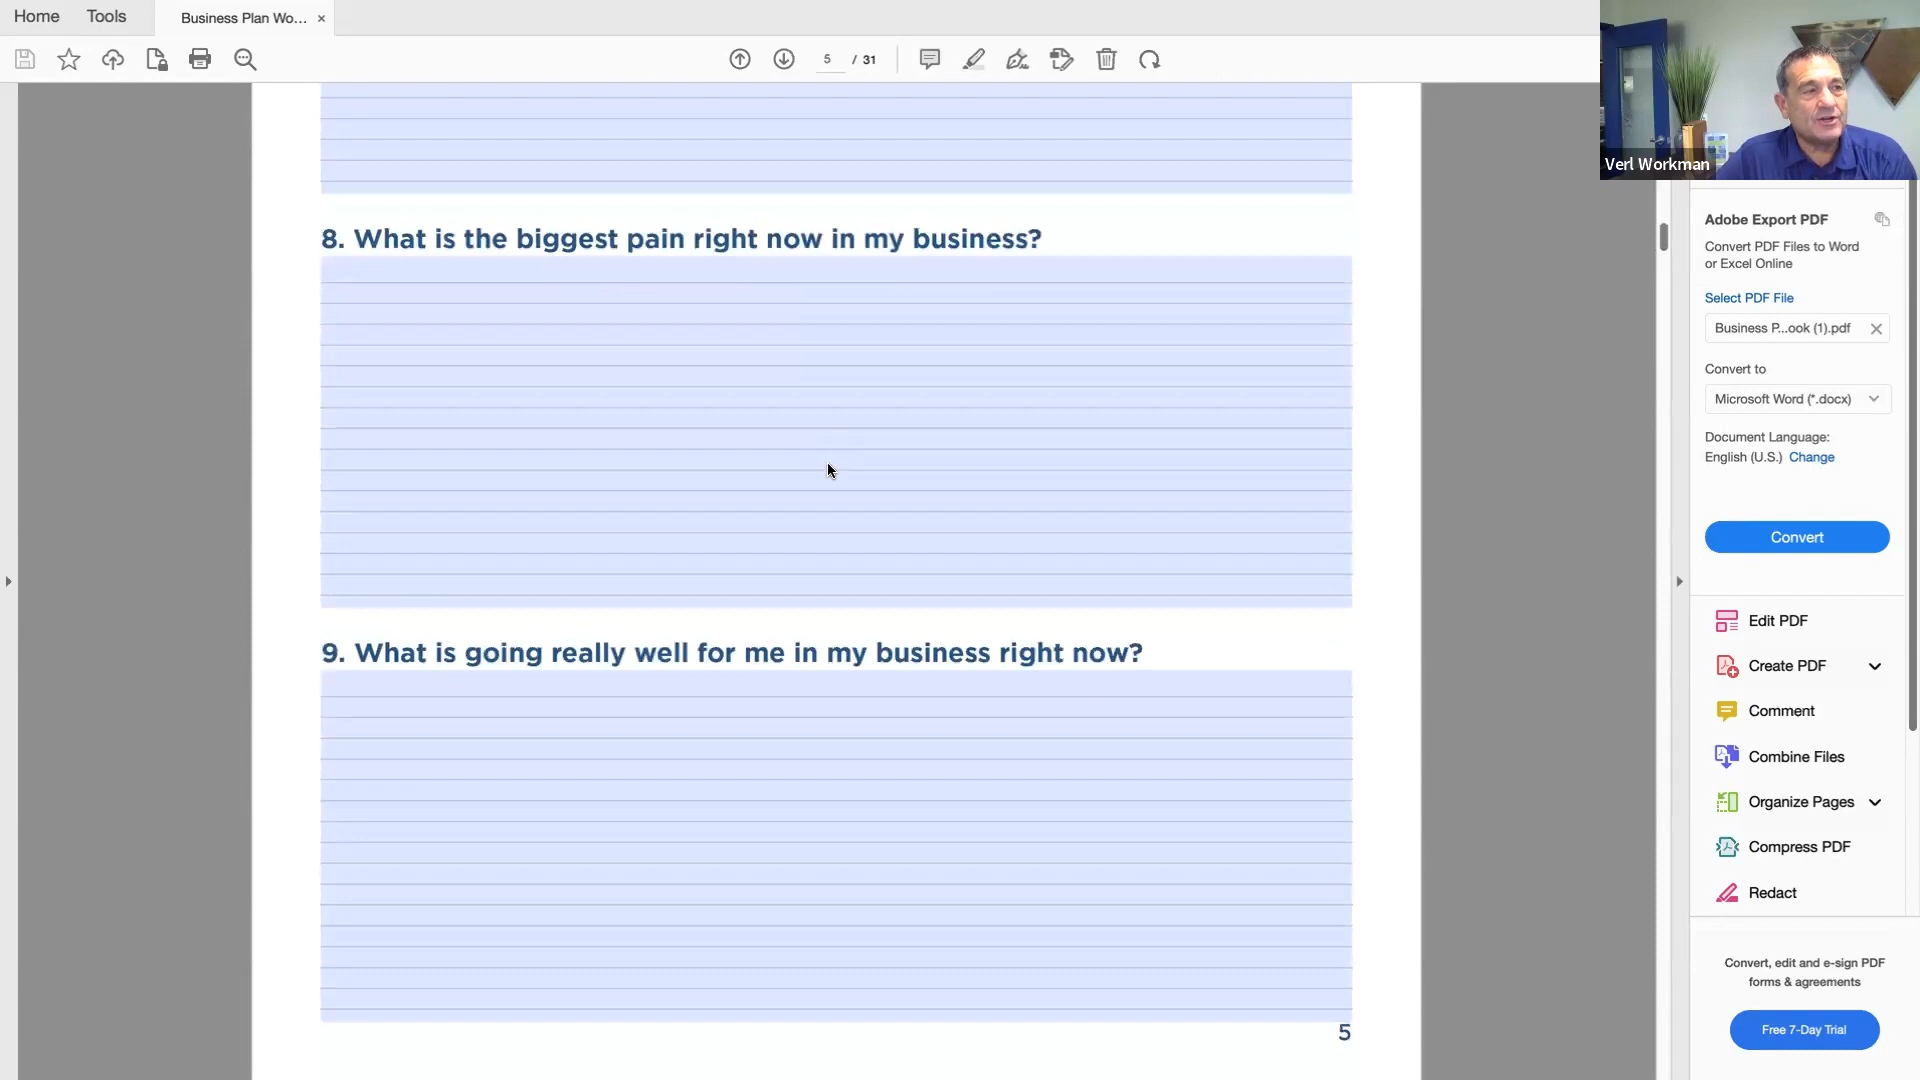 Home
Tools
Business Plan Wo...
5 / 31
Verl Workman
8. What is the biggest pain right now in my business?
9. What is going really well for me in my business right now?
5
Adobe Export PDF
Convert PDF Files to Word
or Excel Online
Select PDF File
Business P...ook (1).pdf
Convert to
Microsoft Word (*.docx)
Document Language:
English (U.S.) Change
Convert
Edit PDF
Create PDF
Comment
Combine Files
Organize Pages
Compress PDF
Redact
Convert, edit and e-sign PDF
forms & agreements
Free 7-Day Trial